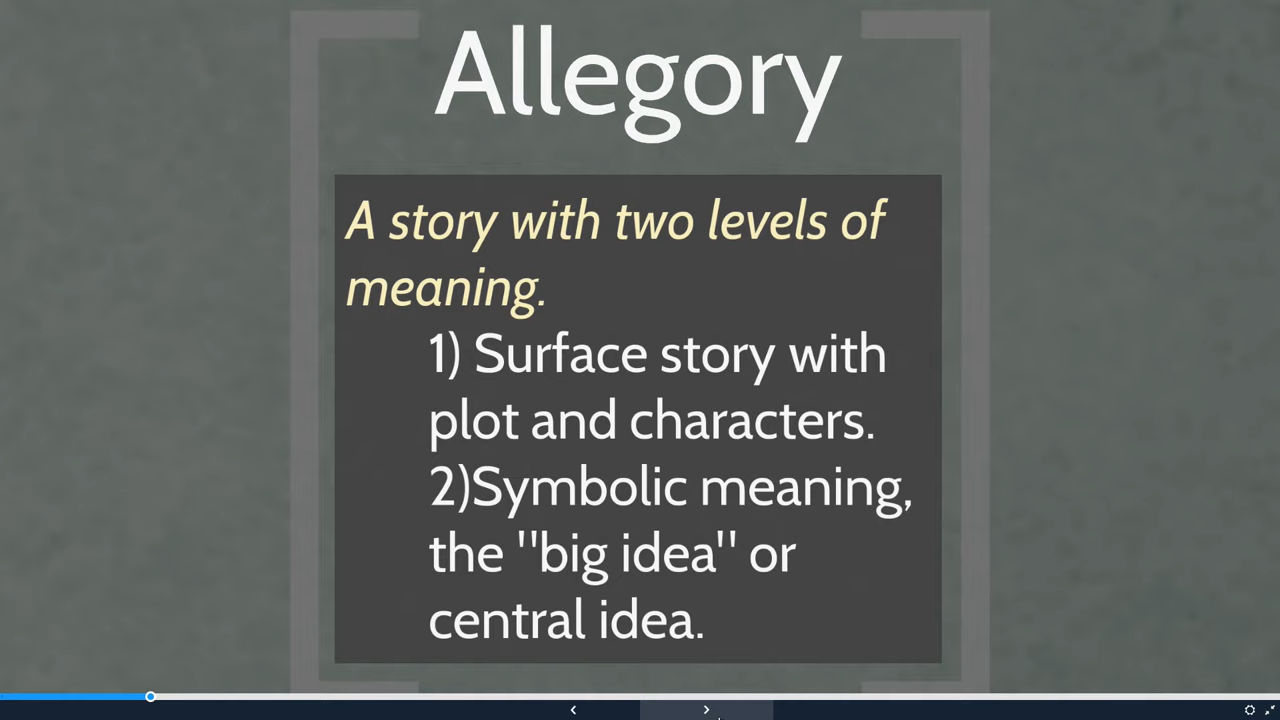 Allegory
A story with two levels of
meaning.
1) Surface story with
plot and characters.
2)Symbolic meaning,
the "big idea" or
central idea.